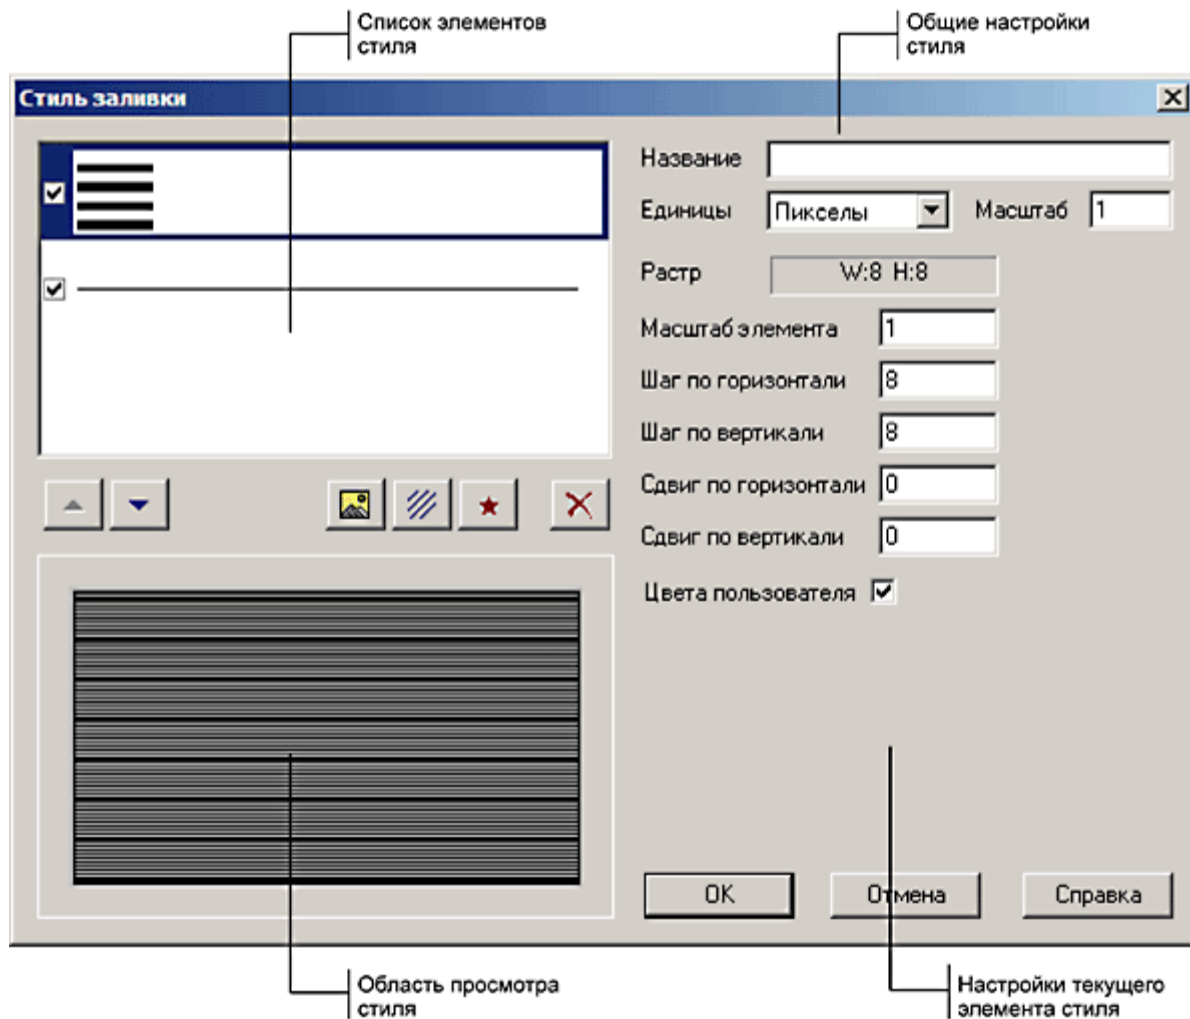 Список элементов
стиля
Общие настройки
стиля
Стиль заливки
Название
Единицы Пикселы Масштаб 1
Растр W:8 H:8
Масштаб элемента 1
Шаг по горизонтали 8
Шаг по вертикали 8
Сдвиг по горизонтали 0
Сдвиг по вертикали 0
Цвета пользователя
OK Отмена Справка
Область просмотра
стиля
Настройки текущего
элемента стиля